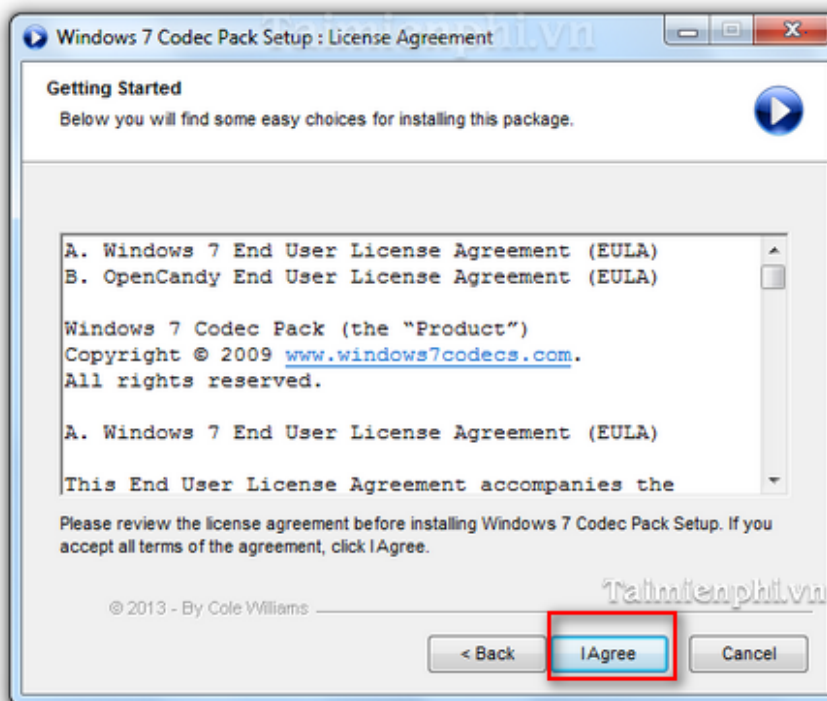 Taimienphi.vn
Windows 7 Codec Pack Setup : License Agreement
Getting Started
Below you will find some easy choices for installing this package.
A. Windows 7 End User License Agreement (EULA)
B. OpenCandy End User License Agreement (EULA)
Windows 7 Codec Pack (the “Product”)
Copyright © 2009 www.windows7codecs.com.
All rights reserved.
A. Windows 7 End User License Agreement (EULA)
This End User License Agreement accompanies the
Please review the license agreement before installing Windows 7 Codec Pack Setup. If you
accept all terms of the agreement, click I Agree.
Taimienphi.vn
© 2013 - By Cole Williams
< Back I Agree Cancel